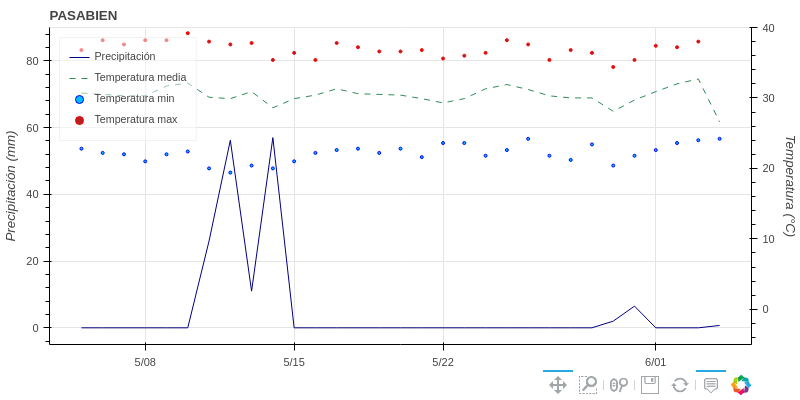 PASABIEN
Precipitación
Temperatura media
Temperatura min
Temperatura max
80
60
40
20
0
Precipitación (mm)
40
30
20
10
0
Temperatura (°C)
5/08
5/15
5/22
6/01